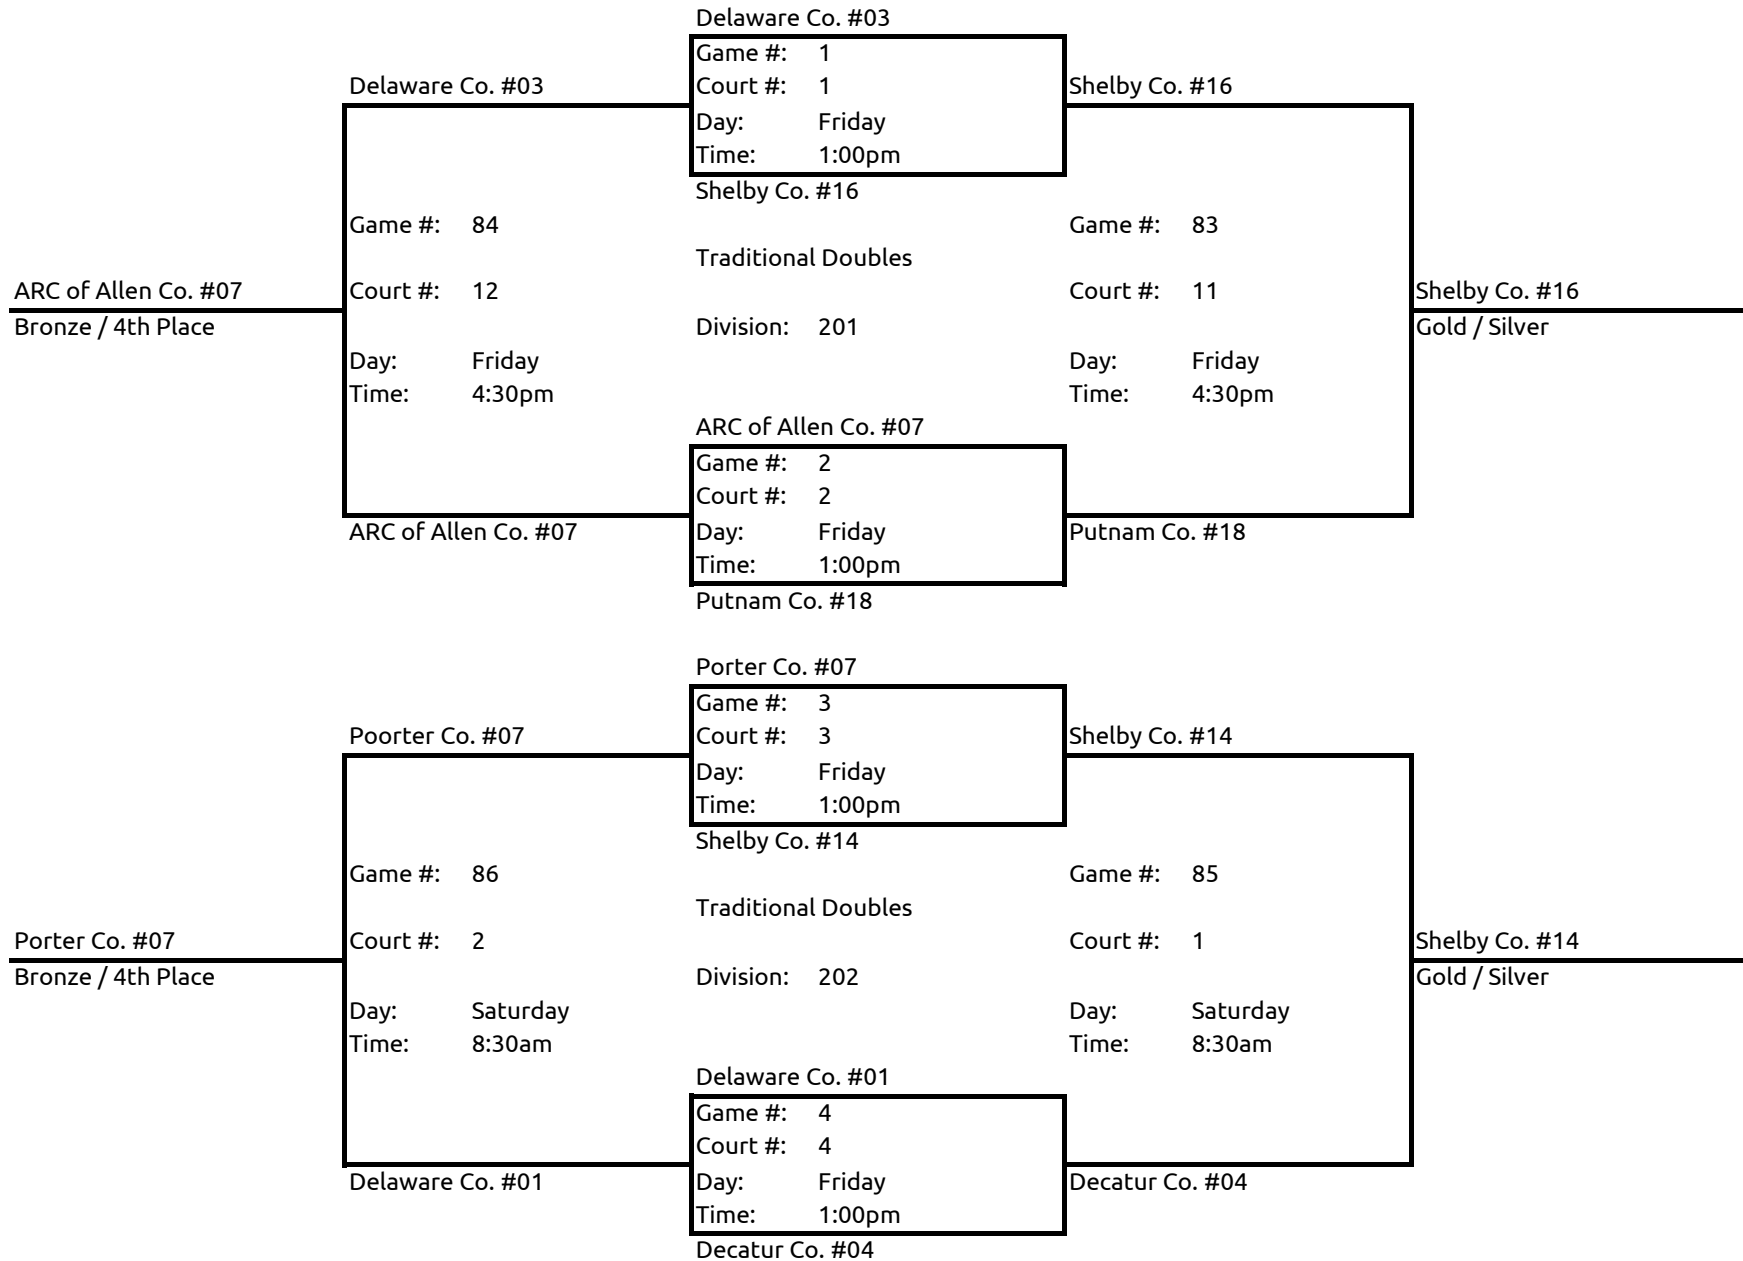 Delaware Co. #03
Game #: 1
Delaware Co. #03 Court #: 1 Shelby Co. #16
Day: Friday
Time: 1:00pm
Shelby Co. #16
Game #: 84 Game #: 83
Traditional Doubles
ARC of Allen Co. #07 Court #: 12 Court #: 11 Shelby Co. #16
Bronze / 4th Place Division: 201 Gold / Silver
Day: Friday Day: Friday
Time: 4:30pm Time: 4:30pm
ARC of Allen Co. #07
Game #: 2
Court #: 2
ARC of Allen Co. #07 Day: Friday Putnam Co. #18
Time: 1:00pm
Putnam Co. #18
Porter Co. #07
Game #: 3
Poorter Co. #07 Court #: 3 Shelby Co. #14
Day: Friday
Time: 1:00pm
Shelby Co. #14
Game #: 86 Game #: 85
Traditional Doubles
Porter Co. #07 Court #: 2 Court #: 1 Shelby Co. #14
Bronze / 4th Place Division: 202 Gold / Silver
Day: Saturday Day: Saturday
Time: 8:30am Time: 8:30am
Delaware Co. #01
Game #: 4
Court #: 4
Delaware Co. #01 Day: Friday Decatur Co. #04
Time: 1:00pm
Decatur Co. #04